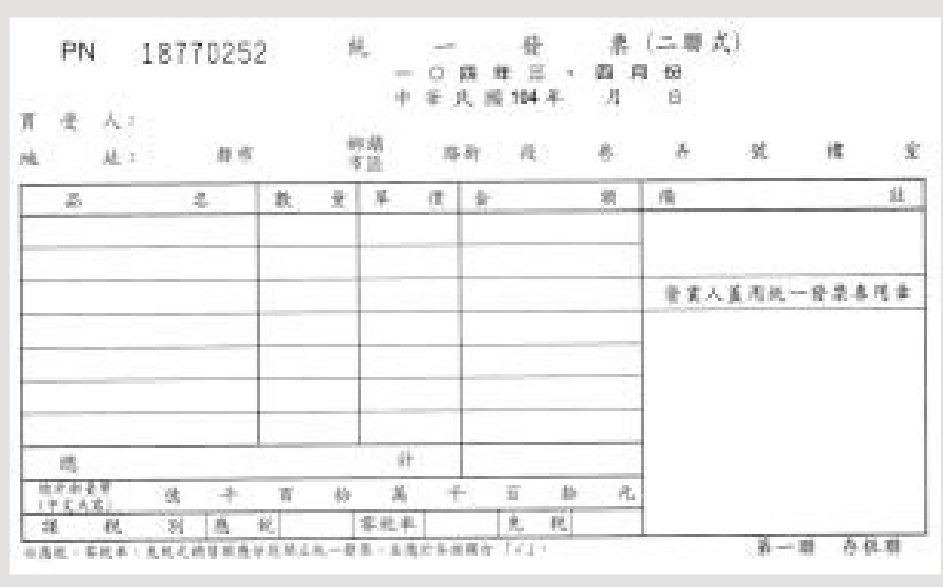 PN 18770252 統一發票(二聯式)
一〇四年三、四月份
中華民國104年 月 日
買受人:
地址: 縣市 鄉鎮市區 路街 段 巷 弄 號 樓 室
品名 數量 單價 金額 備註
營業人蓋用統一發票專用章
總計
總計新臺幣(中文大寫) 億 千 百 拾 萬 千 百 拾 元
課稅別 應稅 零稅率 免稅
第一聯 存根聯